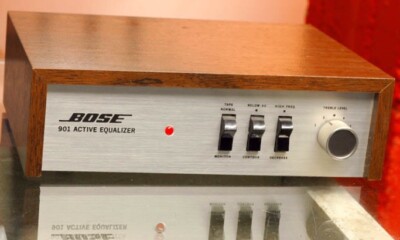 BOSE
901 ACTIVE EQUALIZER
TAPE
NORMAL
BELOW 40
HIGH FREQ.
TREBLE LEVEL
MONITOR
CONTOUR
DECREASE